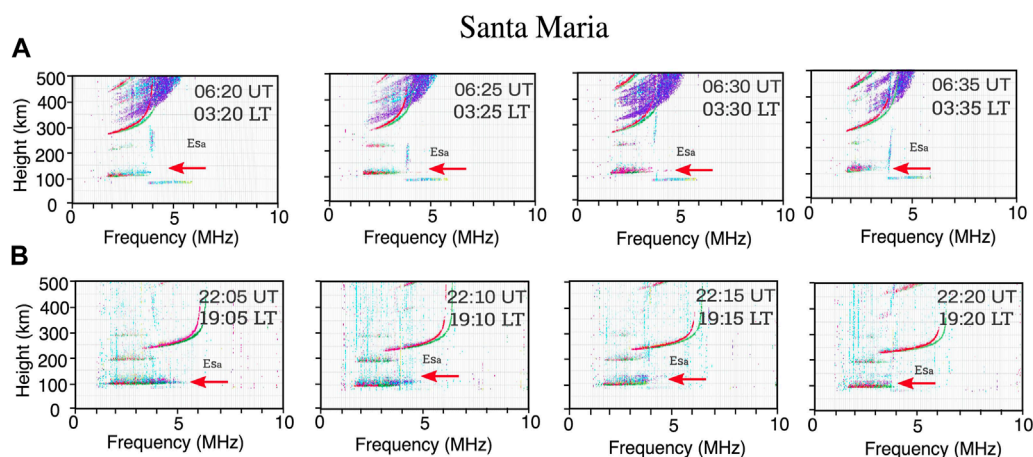 Santa Maria
A
Height (km)
500
400
300
200
100
0
06:20 UT
03:20 LT
Esa
0 5 10
Frequency (MHz)
06:25 UT
03:25 LT
Esa
0 5 10
Frequency (MHz)
06:30 UT
03:30 LT
Esa
0 5 10
Frequency (MHz)
06:35 UT
03:35 LT
Esa
0 5 10
Frequency (MHz)
B
Height (km)
500
400
300
200
100
0
22:05 UT
19:05 LT
Esa
0 5 10
Frequency (MHz)
22:10 UT
19:10 LT
Esa
0 5 10
Frequency (MHz)
22:15 UT
19:15 LT
Esa
0 5 10
Frequency (MHz)
22:20 UT
19:20 LT
Esa
0 5 10
Frequency (MHz)